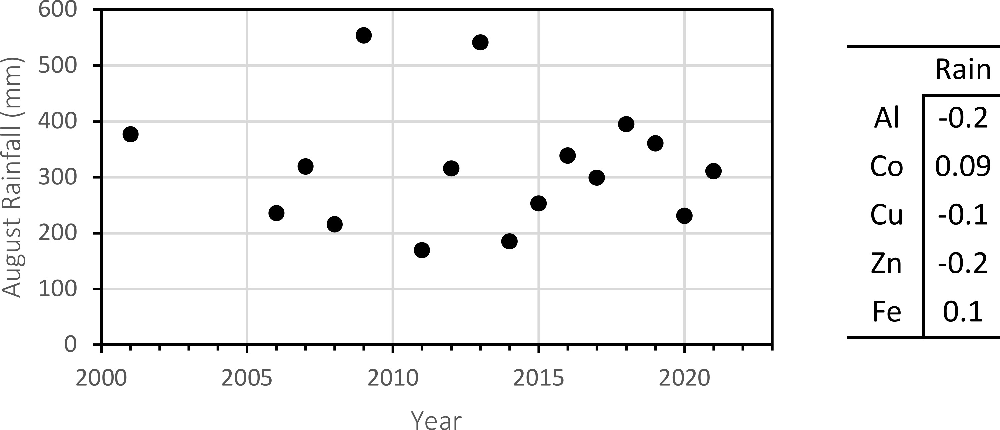 600
500
400
300
200
100
0
August Rainfall (mm)
2000 2005 2010 2015 2020
Year
Rain
Al -0.2
Co 0.09
Cu -0.1
Zn -0.2
Fe 0.1